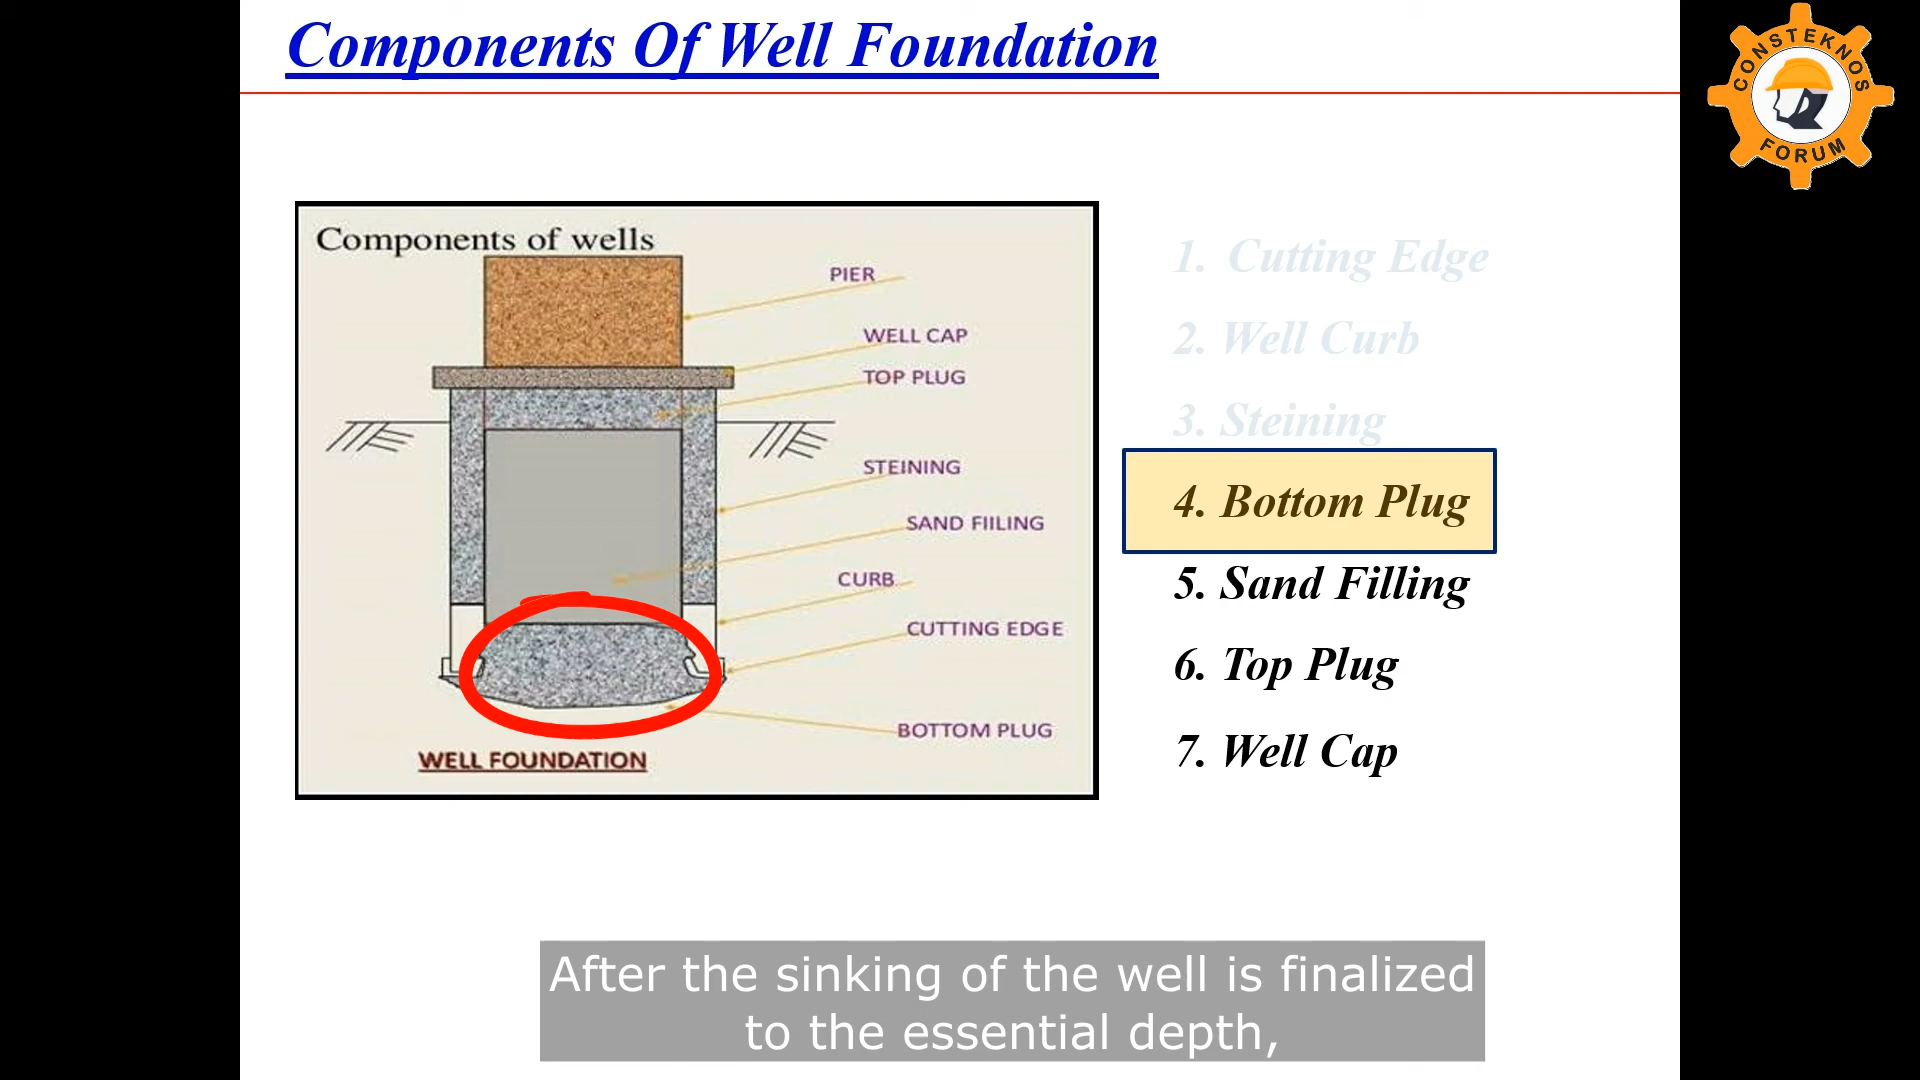 Components Of Well Foundation
CONSTEKNOS
FORUM
Components of wells
PIER
WELL CAP
TOP PLUG
STEINING
SAND FIILING
CURB
CUTTING EDGE
BOTTOM PLUG
WELL FOUNDATION
1. Cutting Edge
2. Well Curb
3. Steining
4. Bottom Plug
5. Sand Filling
6. Top Plug
7. Well Cap
After the sinking of the well is finalized
to the essential depth,